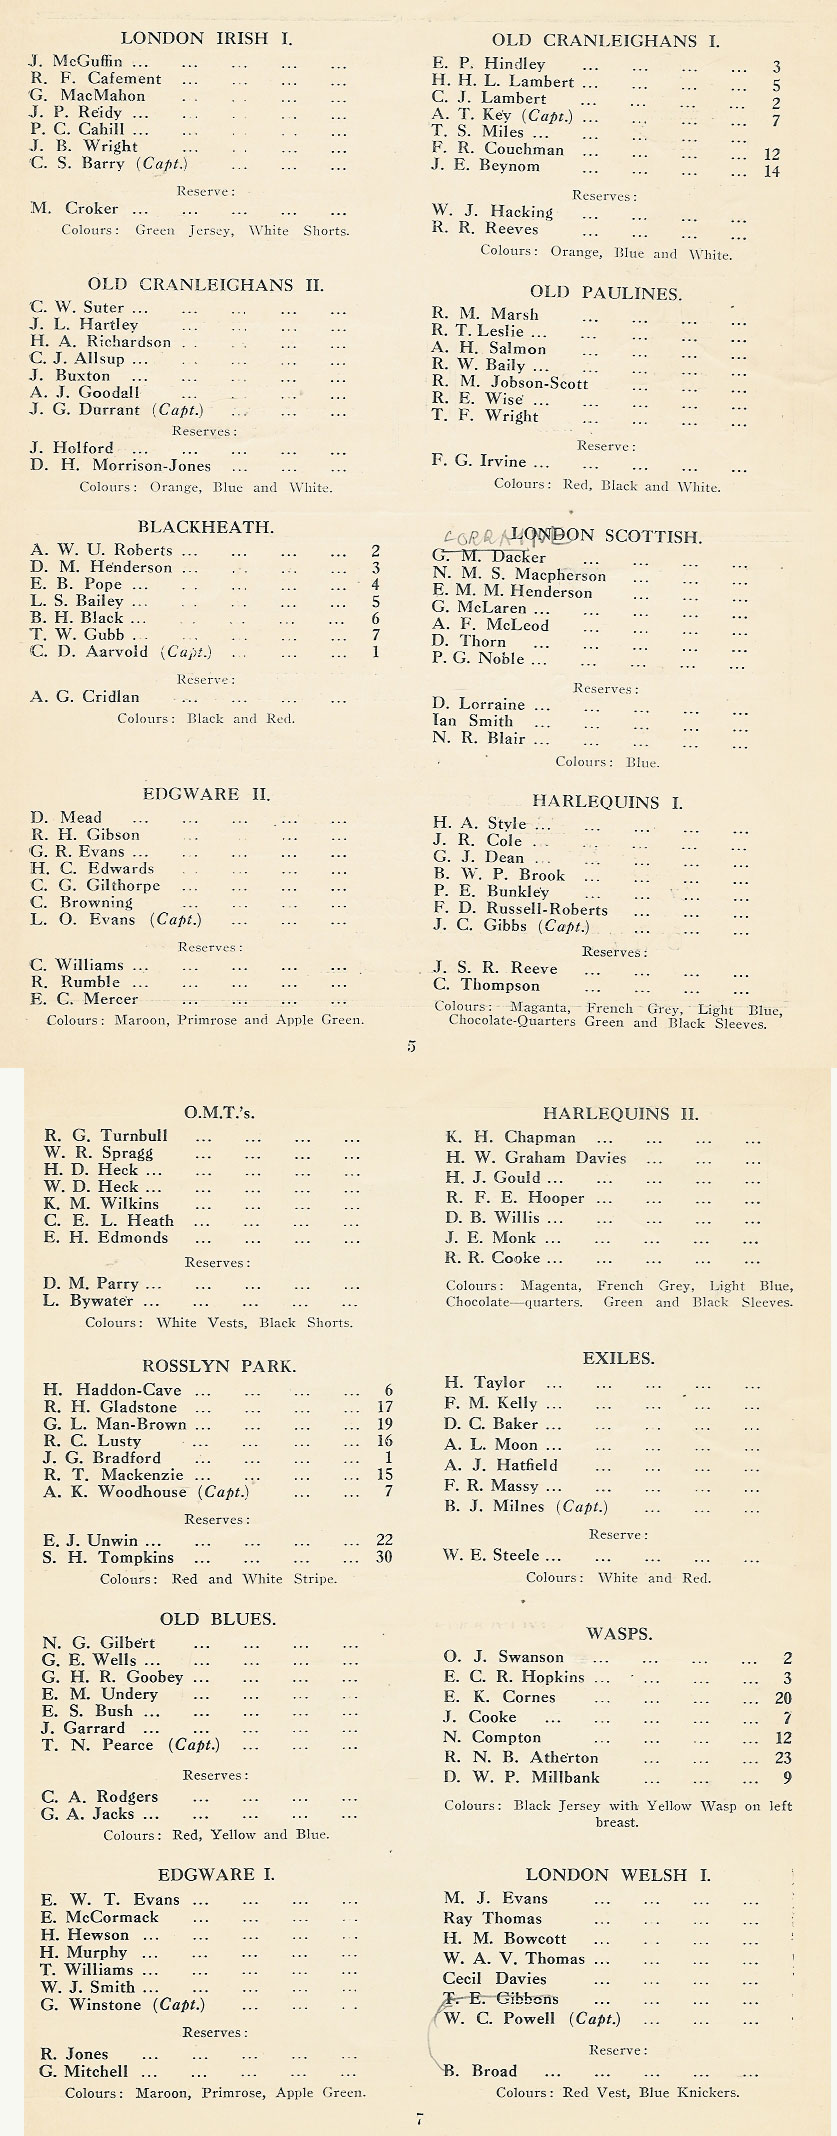 LONDON IRISH I.
J. McGuffin ... ... ... ... ...
R. F. Cafement ... ... ... ...
G. MacMahon ... ... ... ...
J. P. Reidy ... ... ... ... ...
P. C. Cahill ... ... ... ... ...
J. B. Wright ... ... ... ...
C. S. Barry (Capt.) ... ... ...
Reserve:
M. Croker ... ... ... ... ...
Colours: Green Jersey, White Shorts.
OLD CRANLEIGHANS II.
C. W. Suter ... ... ... ... ...
J. L. Hartley ... ... ... ...
H. A. Richardson ... ... ... ...
C. J. Allsup ... ... ... ... ...
J. Buxton ... ... ... ... ...
A. J. Goodall ... ... ... ...
J. G. Durrant (Capt.) ... ... ...
Reserves:
J. Holford ... ... ... ... ...
D. H. Morrison-Jones ... ... ...
Colours: Orange, Blue and White.
BLACKHEATH.
A. W. U. Roberts ... ... ... ... 2
D. M. Henderson ... ... ... ... 3
E. B. Pope ... ... ... ... ... 4
L. S. Bailey ... ... ... ... ... 5
B. H. Black ... ... ... ... ... 6
T. W. Gubb ... ... ... ... ... 7
C. D. Aarvold (Capt.) ... ... ... 1
Reserve:
A. G. Cridlan ... ... ... ...
Colours: Black and Red.
EDGWARE II.
D. Mead ... ... ... ... ...
R. H. Gibson ... ... ... ...
G. R. Evans ... ... ... ... ...
H. C. Edwards ... ... ... ...
C. G. Gilthorpe ... ... ... ...
C. Browning ... ... ... ...
L. O. Evans (Capt.) ... ... ...
Reserves:
C. Williams ... ... ... ... ...
R. Rumble ... ... ... ... ...
E. C. Mercer ... ... ... ...
Colours: Maroon, Primrose and Apple Green.
OLD CRANLEIGHANS I.
E. P. Hindley ... ... ... ... 3
H. H. L. Lambert ... ... ... ... 5
C. J. Lambert ... ... ... ... 2
A. T. Key (Capt.) ... ... ... ... 7
T. S. Miles ... ... ... ... ...
F. R. Couchman ... ... ... ... 12
J. E. Beynom ... ... ... ... 14
Reserves:
W. J. Hacking ... ... ... ...
R. R. Reeves ... ... ... ...
Colours: Orange, Blue and White.
OLD PAULINES.
R. M. Marsh ... ... ... ...
R. T. Leslie ... ... ... ... ...
A. H. Salmon ... ... ... ...
R. W. Baily ... ... ... ... ...
R. M. Jobson-Scott ... ... ...
R. E. Wise ... ... ... ... ...
T. F. Wright ... ... ... ...
Reserve:
F. G. Irvine ... ... ... ... ...
Colours: Red, Black and White.
LONDON SCOTTISH.
LORRAINE
G. M. Dacker ... ... ... ...
N. M. S. Macpherson ... ... ...
E. M. M. Henderson ... ... ...
G. McLaren ... ... ... ... ...
A. F. McLeod ... ... ... ...
D. Thorn ... ... ... ... ...
P. G. Noble ... ... ... ... ...
Reserves:
D. Lorraine ... ... ... ... ...
Ian Smith ... ... ... ... ...
N. R. Blair ... ... ... ... ...
Colours: Blue.
HARLEQUINS I.
H. A. Style ... ... ... ... ...
J. R. Cole ... ... ... ... ...
G. J. Dean ... ... ... ... ...
B. W. P. Brook ... ... ... ...
P. E. Bunkley ... ... ... ...
F. D. Russell-Roberts ... ... ...
J. C. Gibbs (Capt.) ... ... ...
Reserves:
J. S. R. Reeve ... ... ... ...
C. Thompson ... ... ... ...
Colours: Maganta, French Grey, Light Blue,
Chocolate-Quarters Green and Black Sleeves.
5
O.M.T.'s.
R. G. Turnbull ... ... ... ...
W. R. Spragg ... ... ... ...
H. D. Heck ... ... ... ... ...
W. D. Heck ... ... ... ... ...
K. M. Wilkins ... ... ... ...
C. E. L. Heath ... ... ... ...
E. H. Edmonds ... ... ... ...
Reserves:
D. M. Parry ... ... ... ... ...
L. Bywater ... ... ... ... ...
Colours: White Vests, Black Shorts.
ROSSLYN PARK.
H. Haddon-Cave ... ... ... ... 6
R. H. Gladstone ... ... ... ... 17
G. L. Man-Brown ... ... ... ... 19
R. C. Lusty ... ... ... ... 16
J. G. Bradford ... ... ... ... 1
R. T. Mackenzie ... ... ... ... 15
A. K. Woodhouse (Capt.) ... ... 7
Reserves:
E. J. Unwin ... ... ... ... ... 22
S. H. Tompkins ... ... ... ... 30
Colours: Red and White Stripe.
OLD BLUES.
N. G. Gilbert ... ... ... ...
G. E. Wells ... ... ... ... ...
G. H. R. Goobey ... ... ... ...
E. M. Undery ... ... ... ...
E. S. Bush ... ... ... ... ...
J. Garrard ... ... ... ... ...
T. N. Pearce (Capt.) ... ... ...
Reserves:
C. A. Rodgers ... ... ... ...
G. A. Jacks ... ... ... ... ...
Colours: Red, Yellow and Blue.
EDGWARE I.
E. W. T. Evans ... ... ... ...
E. McCormack ... ... ... ...
H. Hewson ... ... ... ... ...
H. Murphy ... ... ... ... ...
T. Williams ... ... ... ... ...
W. J. Smith ... ... ... ... ...
G. Winstone (Capt.) ... ... ...
Reserves:
R. Jones ... ... ... ... ...
G. Mitchell ... ... ... ... ...
Colours: Maroon, Primrose, Apple Green.
HARLEQUINS II.
K. H. Chapman ... ... ... ...
H. W. Graham Davies ... ... ...
H. J. Gould ... ... ... ... ...
R. F. E. Hooper ... ... ... ...
D. B. Willis ... ... ... ... ...
J. E. Monk ... ... ... ... ...
R. R. Cooke ... ... ... ... ...
Colours: Magenta, French Grey, Light Blue,
Chocolate—quarters. Green and Black Sleeves.
EXILES.
H. Taylor ... ... ... ... ...
F. M. Kelly ... ... ... ... ...
D. C. Baker ... ... ... ... ...
A. L. Moon ... ... ... ... ...
A. J. Hatfield ... ... ... ...
F. R. Massy ... ... ... ... ...
B. J. Milnes (Capt.) ... ... ...
Reserve:
W. E. Steele ... ... ... ... ...
Colours: White and Red.
WASPS.
O. J. Swanson ... ... ... ... 2
E. C. R. Hopkins ... ... ... ... 3
E. K. Cornes ... ... ... ... 20
J. Cooke ... ... ... ... ... 7
N. Compton ... ... ... ... 12
R. N. B. Atherton ... ... ... 23
D. W. P. Millbank ... ... ... 9
Colours: Black Jersey with Yellow Wasp on left
breast.
LONDON WELSH I.
M. J. Evans ... ... ... ...
Ray Thomas ... ... ... ...
H. M. Bowcott ... ... ... ...
W. A. V. Thomas ... ... ... ...
Cecil Davies ... ... ... ...
T. E. Gibbons ... ... ... ...
W. C. Powell (Capt.) ... ... ...
Reserve:
B. Broad ... ... ... ... ...
Colours: Red Vest, Blue Knickers.
7